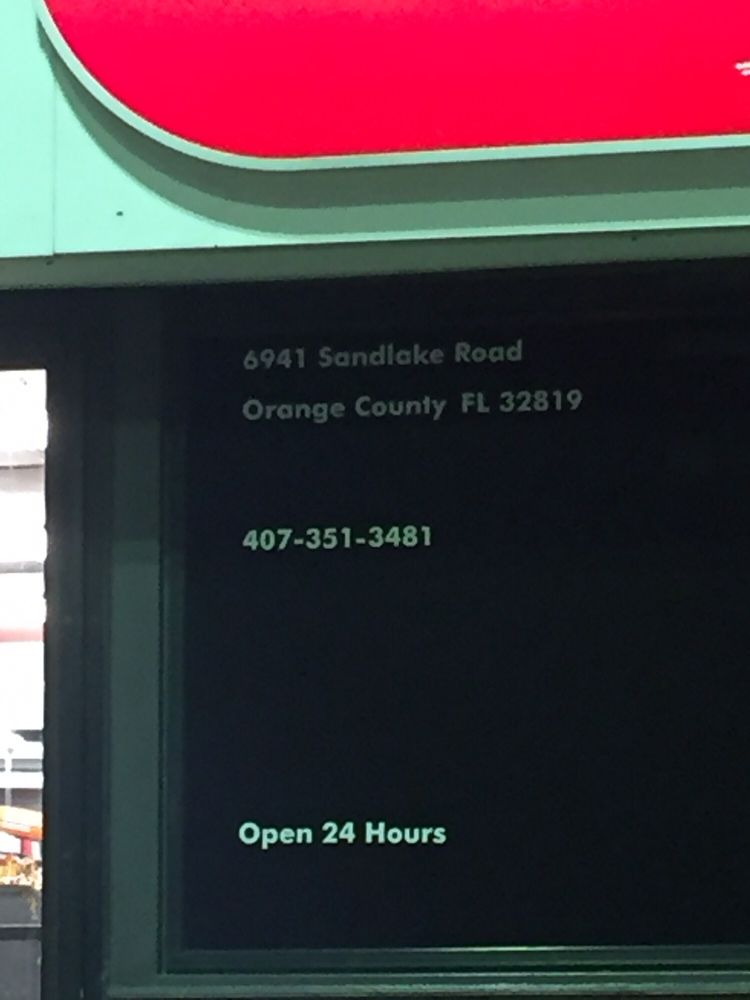 6941 Sandlake Road
Orange County FL 32819
407-351-3481
Open 24 Hours